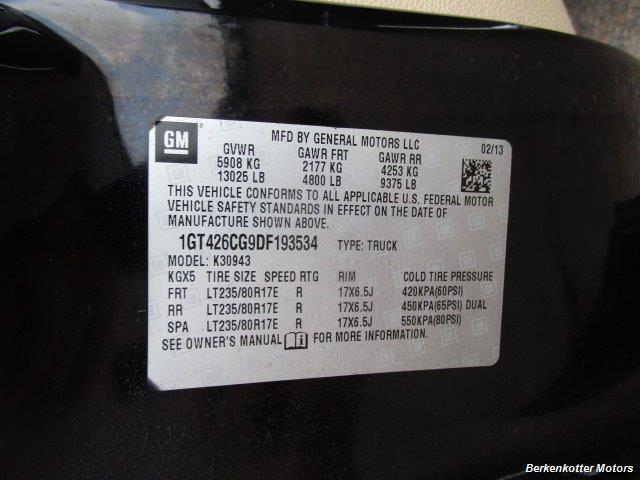 GM
MFD BY GENERAL MOTORS LLC 02/13
GVWR GAWR FRT GAWR RR
5908 KG 2177 KG 4253 KG
13025 LB 4800 LB 9375 LB
THIS VEHICLE CONFORMS TO ALL APPLICABLE U.S. FEDERAL MOTOR
VEHICLE SAFETY STANDARDS IN EFFECT ON THE DATE OF
MANUFACTURE SHOWN ABOVE.
1GT426CG9DF193534 TYPE: TRUCK
MODEL: K30943
KGX5 TIRE SIZE SPEED RTG RIM COLD TIRE PRESSURE
FRT LT235/80R17E R 17X6.5J 420KPA(60PSI)
RR LT235/80R17E R 17X6.5J 450KPA(65PSI) DUAL
SPA LT235/80R17E R 17X6.5J 550KPA(80PSI)
SEE OWNER'S MANUAL FOR MORE INFORMATION.
Berkenkotter Motors